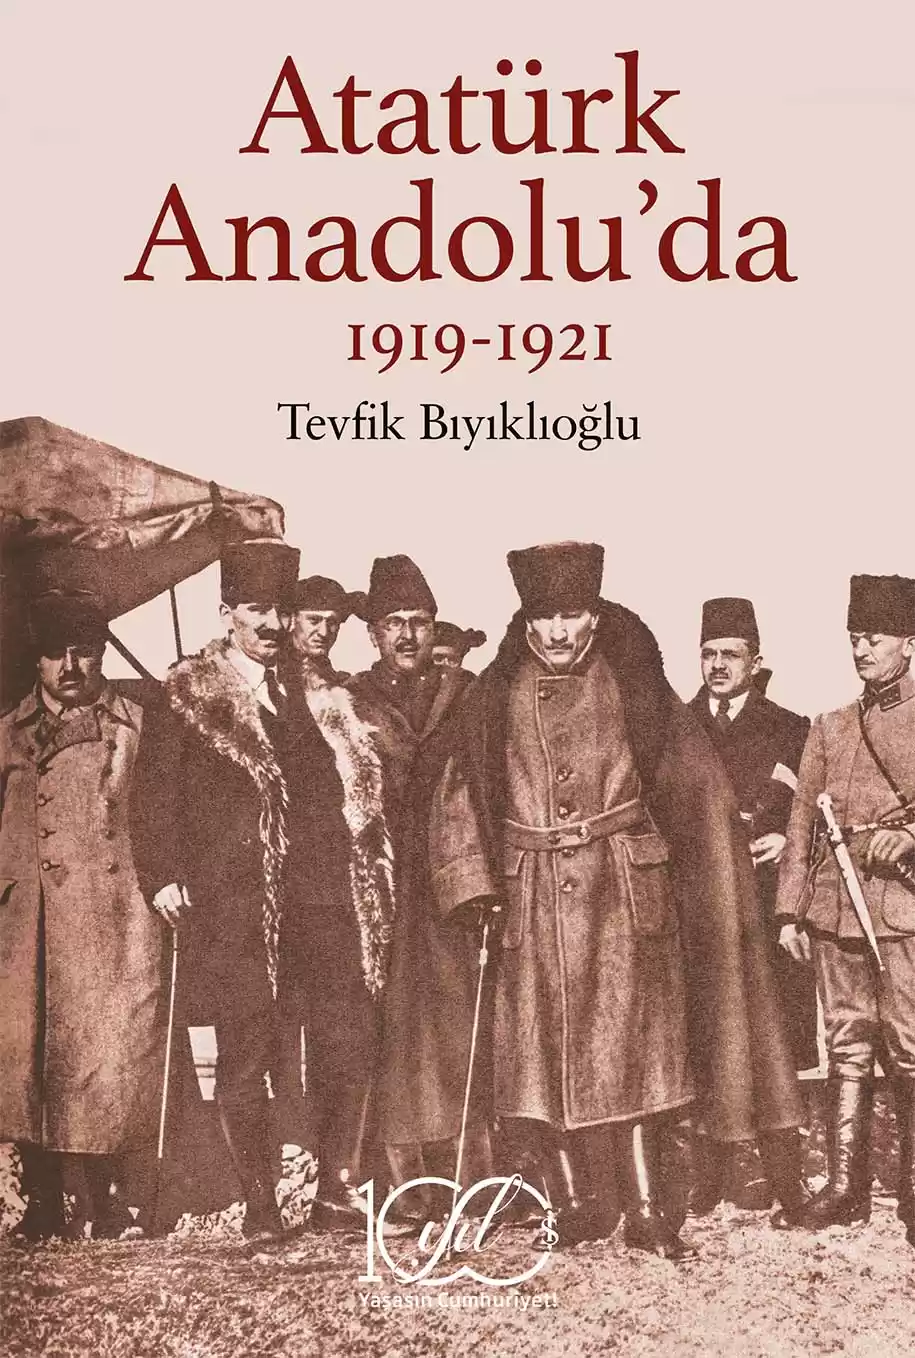 Atatürk
Anadolu'da
1919-1921
Tevfik Bıyıklıoğlu
100 yıl
Yaşasın Cumhuriyet!